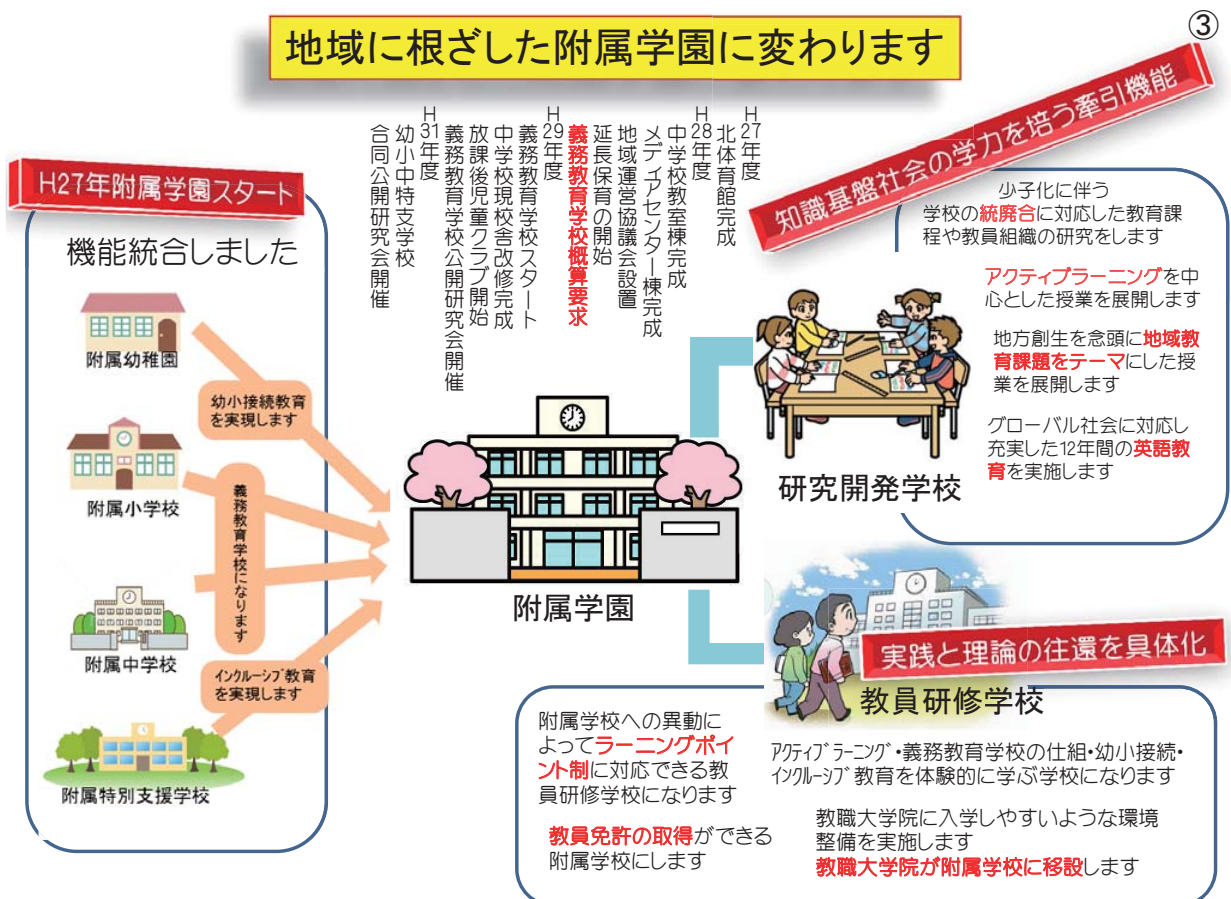 ③
地域に根ざした附属学園に変わります
H27年附属学園スタート
機能統合しました
附属幼稚園
幼小接続教育
を実現します
附属小学校
義務教育学校になります
附属中学校
インクルーシブ教育
を実現します
附属特別支援学校
H27年度
北体育館完成
H28年度
中学校教室棟完成
メディアセンター棟完成
地域運営協議会設置
延長保育の開始
義務教育学校概算要求
H29年度
義務教育学校スタート
中学校現校舎改修完成
放課後児童クラブ開始
義務教育学校公開研究会開催
H31年度
幼小中特支学校
合同公開研究会開催
附属学園
知識基盤社会の学力を培う牽引機能
少子化に伴う
学校の統廃合に対応した教育課
程や教員組織の研究をします
アクティブラーニングを中
心とした授業を展開します
地方創生を念頭に地域教
育課題をテーマにした授
業を展開します
グローバル社会に対応し
充実した12年間の英語教
育を実施します
研究開発学校
実践と理論の往還を具体化
教員研修学校
附属学校への異動に
よってラーニングポイ
ント制に対応できる教
員研修学校になります
教員免許の取得ができる
附属学校にします
アクティブラーニング・義務教育学校の仕組・幼小接続・
インクルーシブ教育を体験的に学ぶ学校になります
教職大学院に入学しやすいような環境
整備を実施します
教職大学院が附属学校に移設します